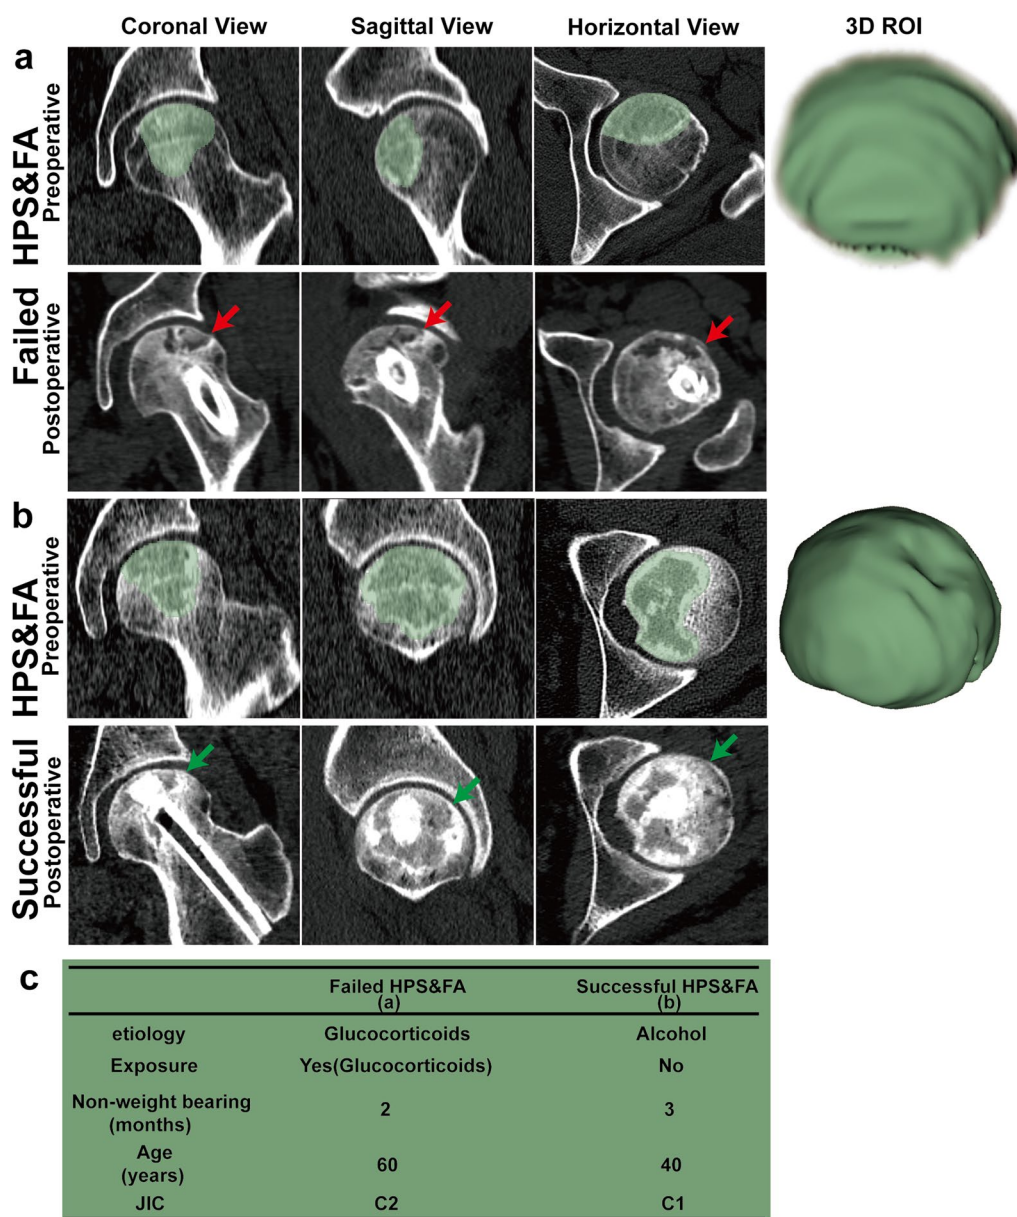 Coronal View Sagittal View Horizontal View 3D ROI
a
HPS&FA
Preoperative
Failed
Postoperative
b
HPS&FA
Preoperative
Successful
Postoperative
c
Failed HPS&FA Successful HPS&FA
(a) (b)
etiology Glucocorticoids Alcohol
Exposure Yes(Glucocorticoids) No
Non-weight bearing 2 3
(months)
Age
(years) 60 40
JIC C2 C1